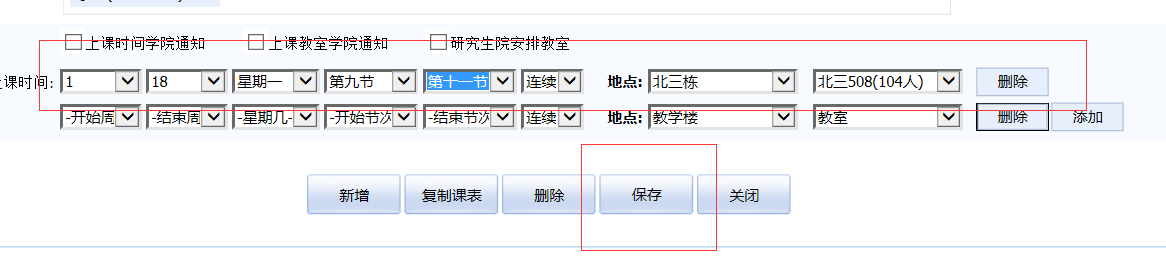 上课时间学院通知 上课教室学院通知 研究生院安排教室
课时间: 1 18 星期一 第九节 第十一节 连续 地点: 北三栋 北三508(104人) 删除
-开始周 -结束周 -星期几- -开始节次 -结束节次 连续 地点: 教学楼 教室 删除 添加
新增 复制课表 删除 保存 关闭